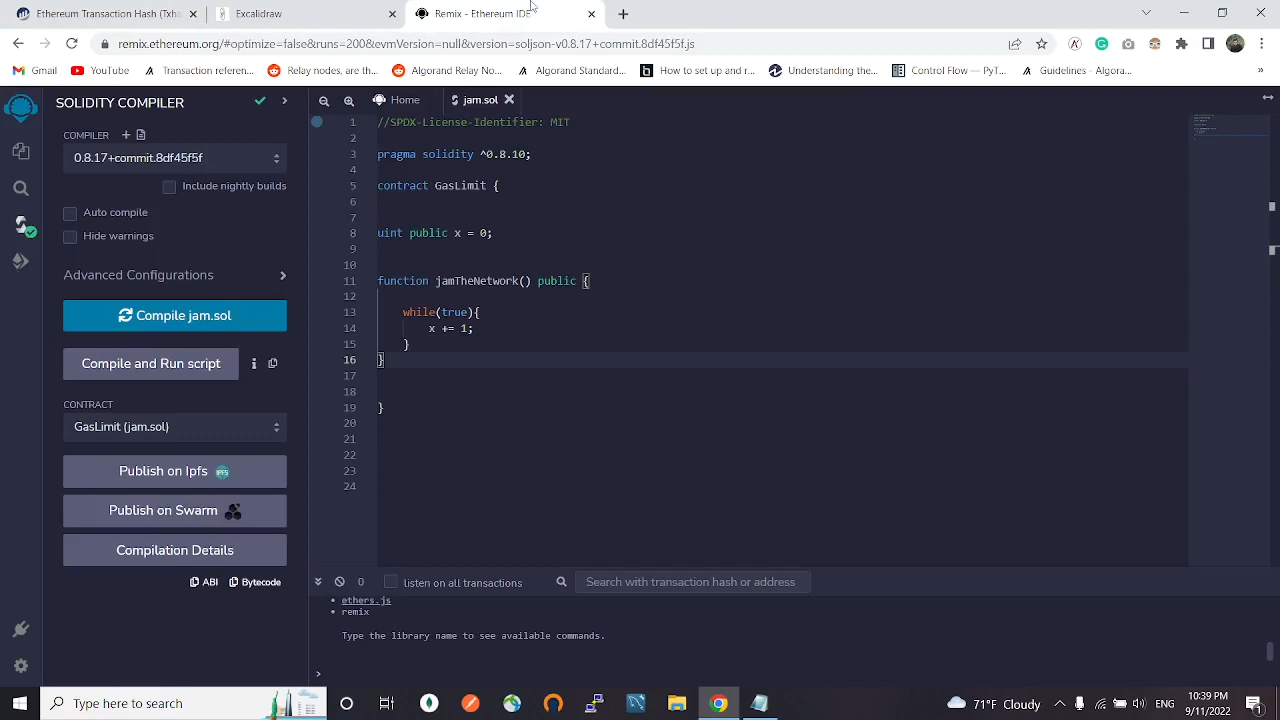 Ethereum Transaction (Txhas
Excalidraw
Remix - Ethereum IDE
remix.ethereum.org/#optimize=false&runs=200&evmVersion=null&version=soljson-v0.8.17+commit.8df45f5f.js
Gmail
YouTube
Transaction referen...
Relay nodes, are th...
Algorand Relay ^0...
Algorand Standard...
How to set up and r...
Understanding the...
Control Flow — PyT...
Guidelines - Algora...
»
SOLIDITY COMPILER
Home
jam.sol
COMPILER
0.8.17+commit.8df45f5f
Include nightly builds
Auto compile
Hide warnings
Advanced Configurations
Compile jam.sol
Compile and Run script
CONTRACT
GasLimit (jam.sol)
Publish on Ipfs IPFS
Publish on Swarm
Compilation Details
ABI
Bytecode
1 //SPDX-License-Identifier: MIT
2
3 pragma solidity ^0.8.10;
4
5 contract GasLimit {
6
7
8 uint public x = 0;
9
10
11 function jamTheNetwork() public {
12
13 while(true){
14 x += 1;
15 }
16 }
17
18
19 }
20
21
22
23
24
0
listen on all transactions
Search with transaction hash or address
ethers.js
remix
Type the library name to see available commands.
>
Type here to search
ENG
10:39 PM